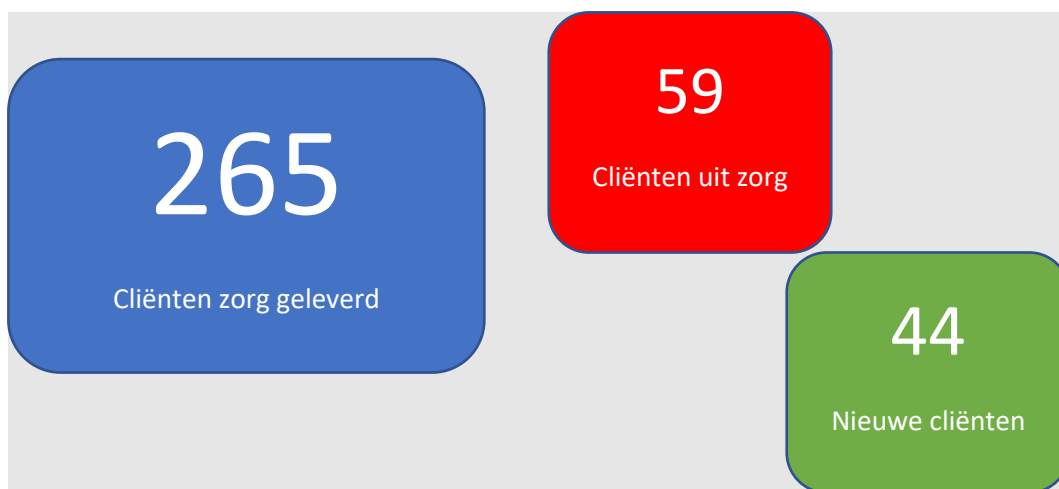 265
Cliënten zorg geleverd
59
Cliënten uit zorg
44
Nieuwe cliënten